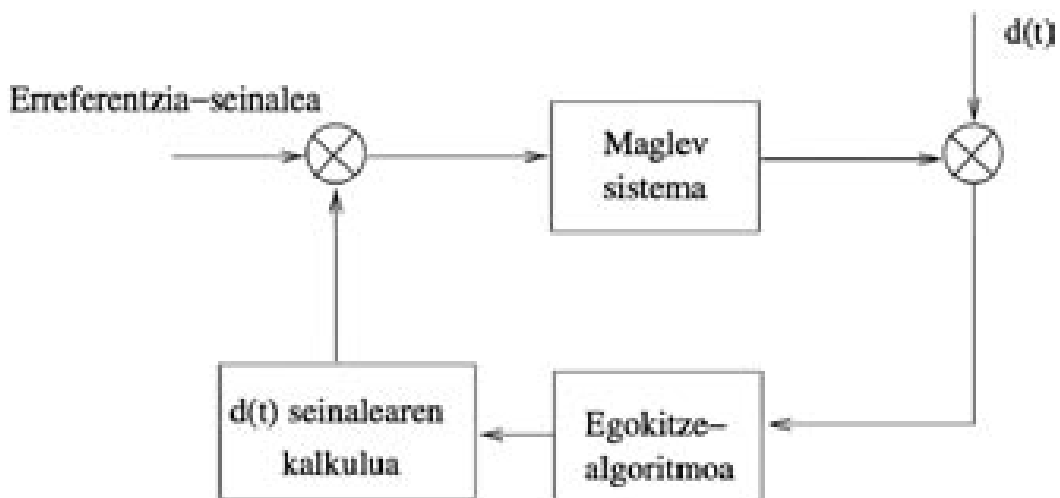 d(t)
Erreferentzia-seinalea
Maglev
sistema
d(t) seinalearen
kalkulua
Egokitze-
algoritmoa